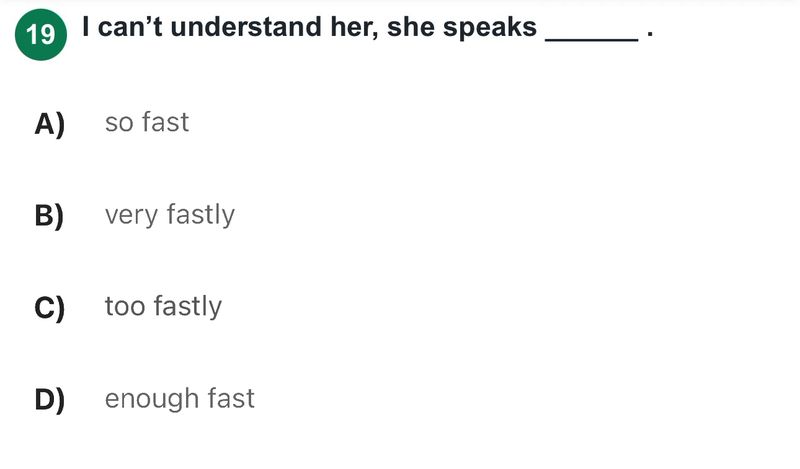 19 I can’t understand her, she speaks ______ .
A) so fast
B) very fastly
C) too fastly
D) enough fast